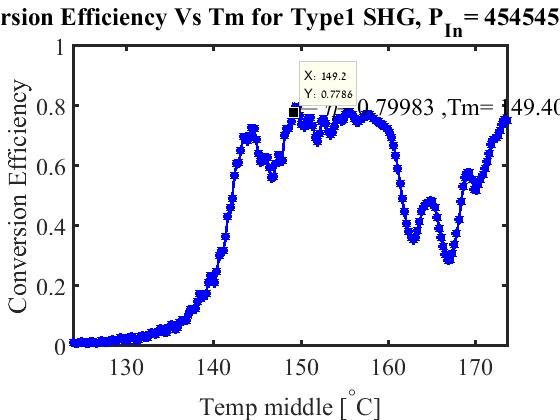 rsion Efficiency Vs Tm for Type1 SHG, P_In= 454545
1
X: 149.2
Y: 0.7786
0.8
0.79983 ,Tm= 149.40
0.6
0.4
0.2
0
Conversion Efficiency
130 140 150 160 170
Temp middle [°C]